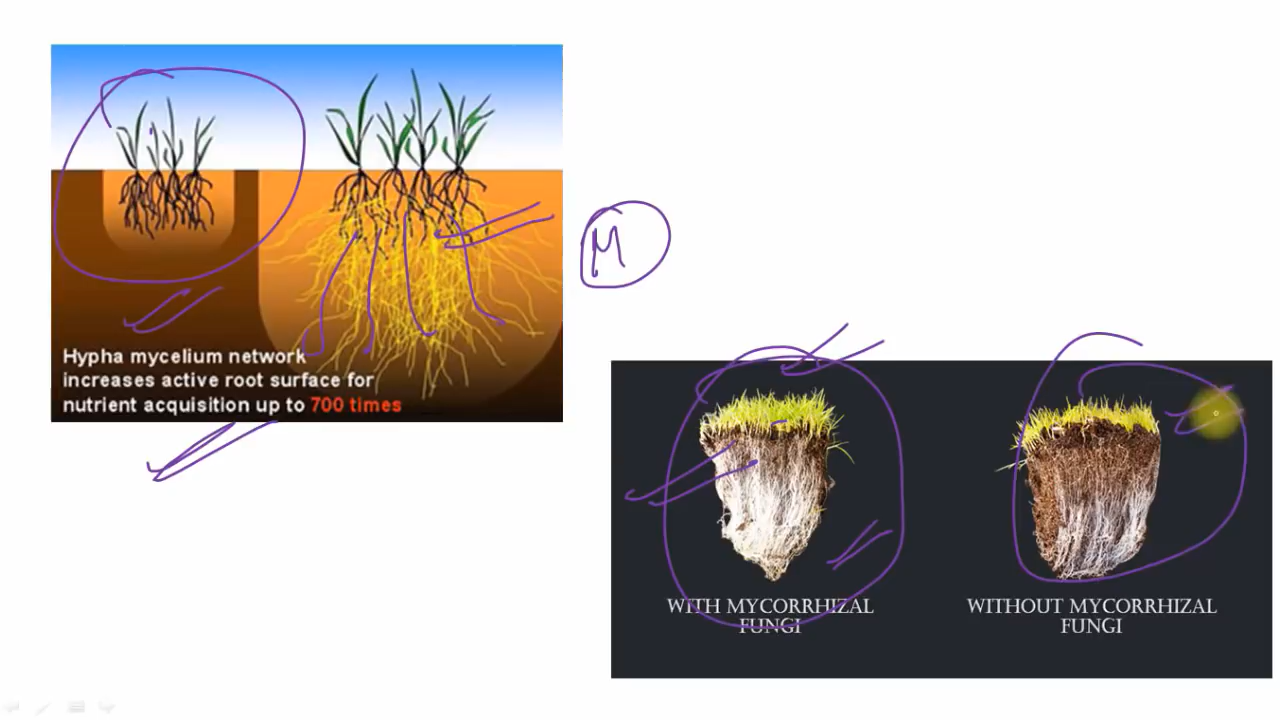 Hypha mycelium network
increases active root surface for
nutrient acquisition up to 700 times
M
WITH MYCORRHIZAL
FUNGI
WITHOUT MYCORRHIZAL
FUNGI